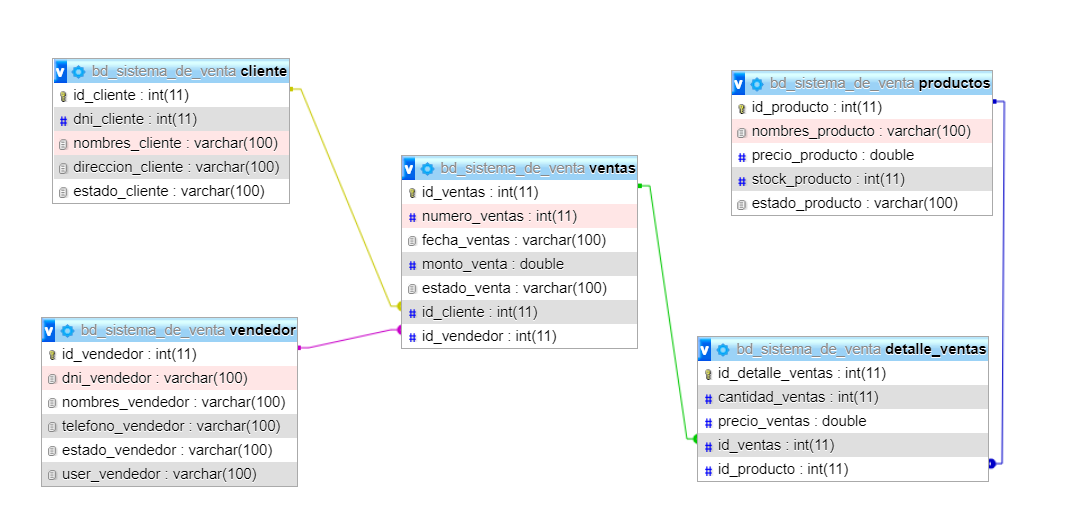 bd_sistema_de_venta cliente
id_cliente : int(11)
dni_cliente : int(11)
nombres_cliente : varchar(100)
direccion_cliente : varchar(100)
estado_cliente : varchar(100)
bd_sistema_de_venta vendedor
id_vendedor : int(11)
dni_vendedor : varchar(100)
nombres_vendedor : varchar(100)
telefono_vendedor : varchar(100)
estado_vendedor : varchar(100)
user_vendedor : varchar(100)
bd_sistema_de_venta ventas
id_ventas : int(11)
numero_ventas : int(11)
fecha_ventas : varchar(100)
monto_venta : double
estado_venta : varchar(100)
id_cliente : int(11)
id_vendedor : int(11)
bd_sistema_de_venta productos
id_producto : int(11)
nombres_producto : varchar(100)
precio_producto : double
stock_producto : int(11)
estado_producto : varchar(100)
bd_sistema_de_venta detalle_ventas
id_detalle_ventas : int(11)
cantidad_ventas : int(11)
precio_ventas : double
id_ventas : int(11)
id_producto : int(11)